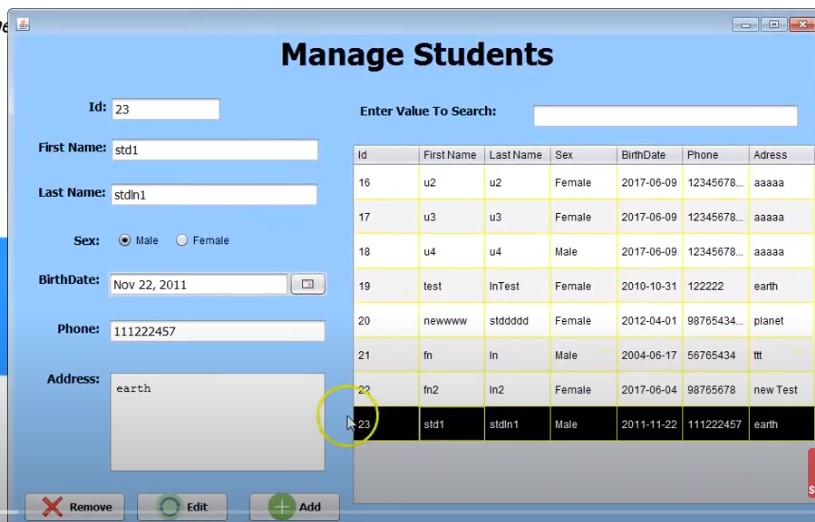 Manage Students
Id: 23
First Name: std1
Last Name: stdln1
Sex: Male Female
BirthDate: Nov 22, 2011
Phone: 111222457
Address: earth
Remove Edit Add
Enter Value To Search:
Id First Name Last Name Sex BirthDate Phone Adress
16 u2 u2 Female 2017-06-09 12345678... aaaaa
17 u3 u3 Female 2017-06-09 12345678... aaaaa
18 u4 u4 Male 2017-06-09 12345678... aaaaa
19 test lnTest Female 2010-10-31 122222 earth
20 newwww stddddd Female 2012-04-01 98765434... planet
21 fn ln Male 2004-06-17 56765434 ttt
22 fn2 ln2 Female 2017-06-04 98765678 new Test
23 std1 stdln1 Male 2011-11-22 111222457 earth